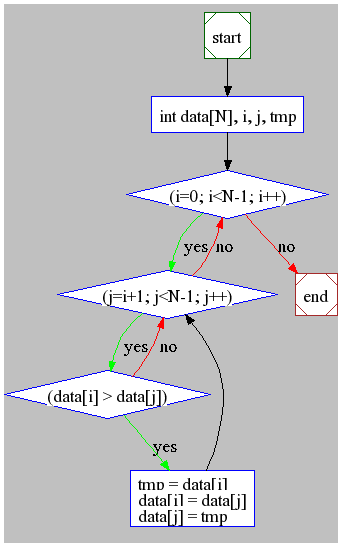 start
int data[N], i, j, tmp
(i=0; i<N-1; i++)
yes
no
no
(j=i+1; j<N-1; j++)
end
yes
no
(data[i] > data[j])
yes
tmp = data[i]
data[i] = data[j]
data[j] = tmp